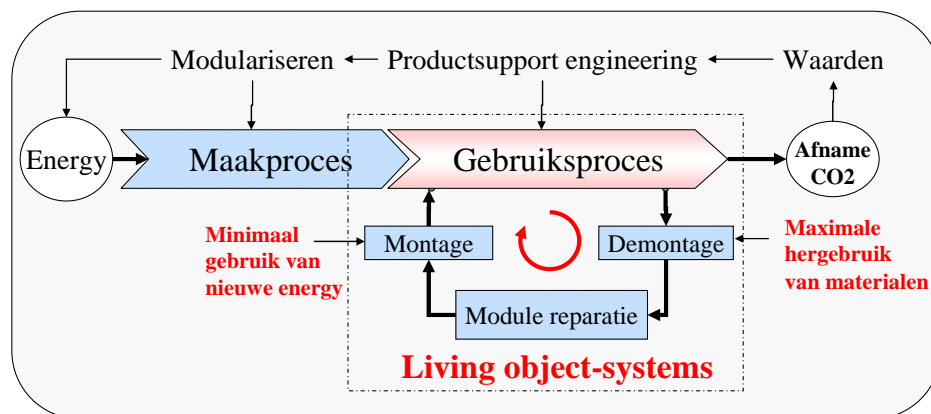 Modulariseren
Productsupport engineering
Waarden
Energy
Maakproces
Gebruiksproces
Afname
CO2
Minimaal
gebruik van
nieuwe energy
Montage
Demontage
Maximale
hergebruik
van materialen
Module reparatie
Living object-systems